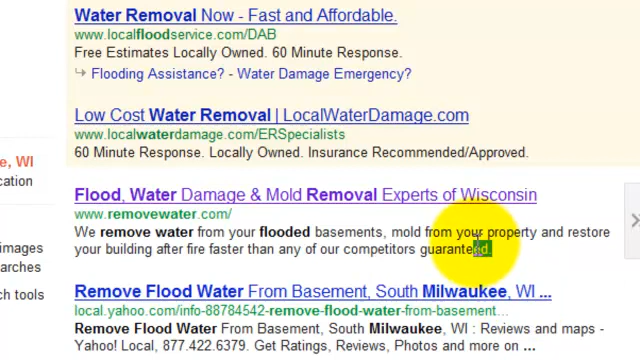 Water Removal Now - Fast and Affordable.
www.localfloodservice.com/DAB
Free Estimates Locally Owned. 60 Minute Response.
Flooding Assistance? - Water Damage Emergency?
Low Cost Water Removal | LocalWaterDamage.com
www.localwaterdamage.com/ERSpecialists
60 Minute Response. Locally Owned. Insurance Recommended/Approved.
e, WI
cation
Flood, Water Damage & Mold Removal Experts of Wisconsin
www.removewater.com/
We remove water from your flooded basements, mold from your property and restore
your building after fire faster than any of our competitors guaranteed.
images
arches
ch tools
Remove Flood Water From Basement, South Milwaukee, WI ...
local.yahoo.com/info-88784542-remove-flood-water-from-basement...
Remove Flood Water From Basement, South Milwaukee, WI : Reviews and maps -
Yahoo! Local, 877.422.6379. Get Ratings, Reviews, Photos and more on ...